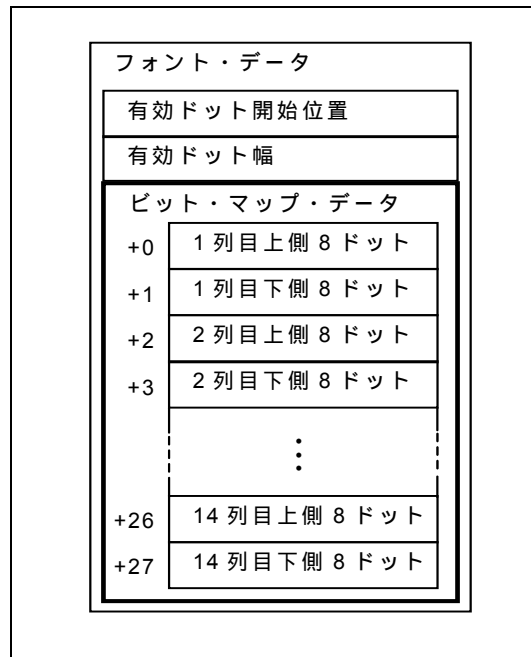 フォント・データ
有効ドット開始位置
有効ドット幅
ビット・マップ・データ
+0 1列目上側8ドット
+1 1列目下側8ドット
+2 2列目上側8ドット
+3 2列目下側8ドット
⋮
+26 14列目上側8ドット
+27 14列目下側8ドット